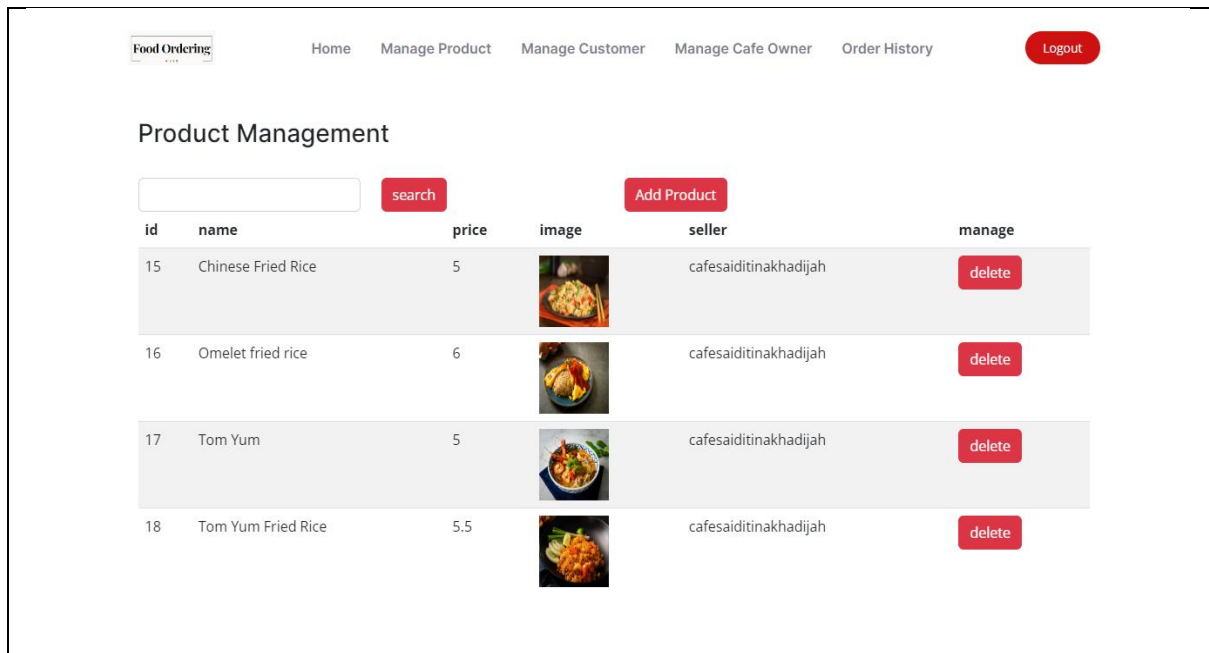 Food Ordering Home Manage Product Manage Customer Manage Cafe Owner Order History Logout
Product Management
search Add Product
id name price image seller manage
15 Chinese Fried Rice 5 cafesaiditinakhadijah delete
16 Omelet fried rice 6 cafesaiditinakhadijah delete
17 Tom Yum 5 cafesaiditinakhadijah delete
18 Tom Yum Fried Rice 5.5 cafesaiditinakhadijah delete